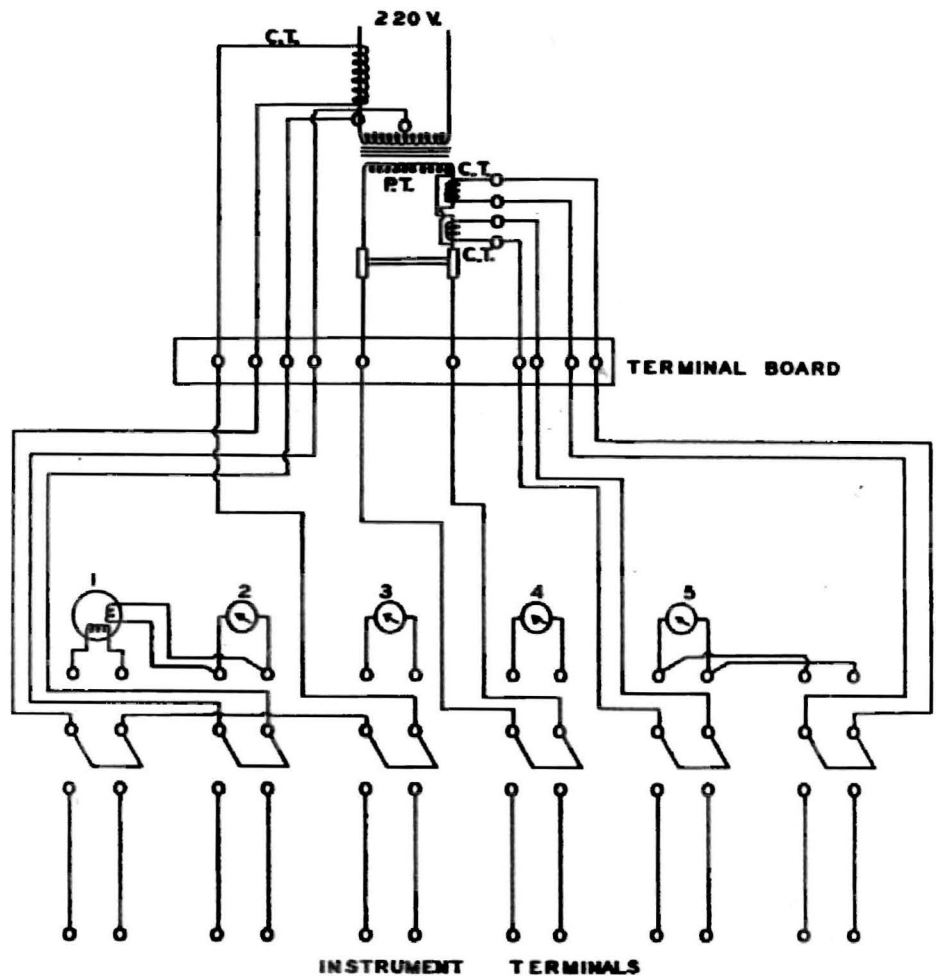 220 V.
C.T.
C.T.
P.T.
C.T.
TERMINAL BOARD
1 2 3 4 5
INSTRUMENT TERMINALS